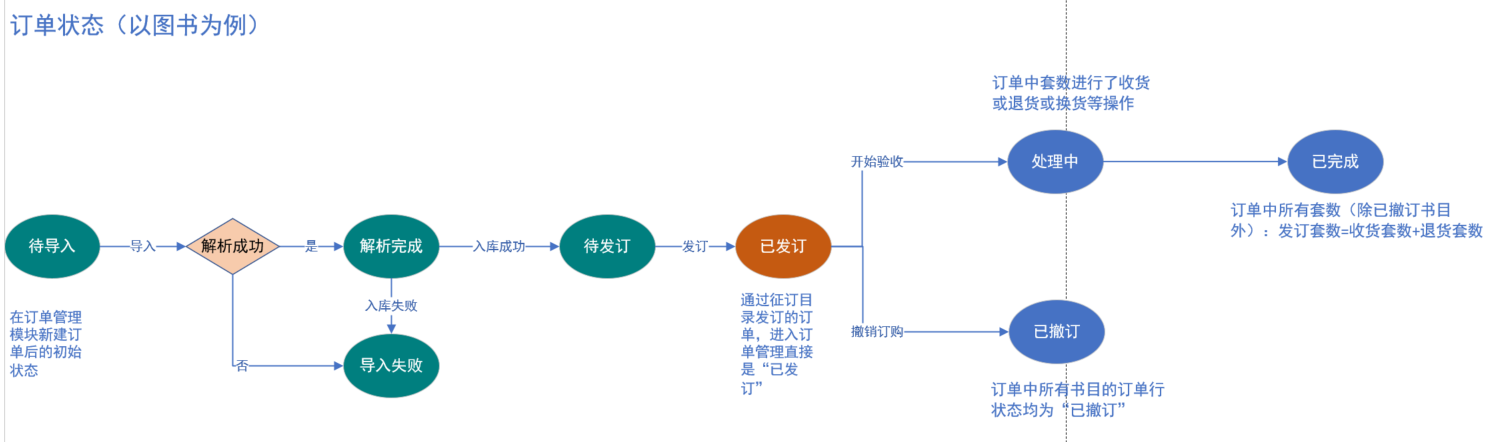 订单状态（以图书为例）
订单中套数进行了收货
或退货或换货等操作
开始验收
处理中
已完成
订单中所有套数（除已撤订书目
外）：发订套数=收货套数+退货套数
待导入
导入
解析成功
是
解析完成
入库成功
待发订
发订
已发订
入库失败
在订单管理
模块新建订
单后的初始
状态
否
导入失败
通过征订目
录发订的订
单，进入订
单管理直接
是“已发
订”
撤销订购
已撤订
订单中所有书目的订单行
状态均为“已撤订”